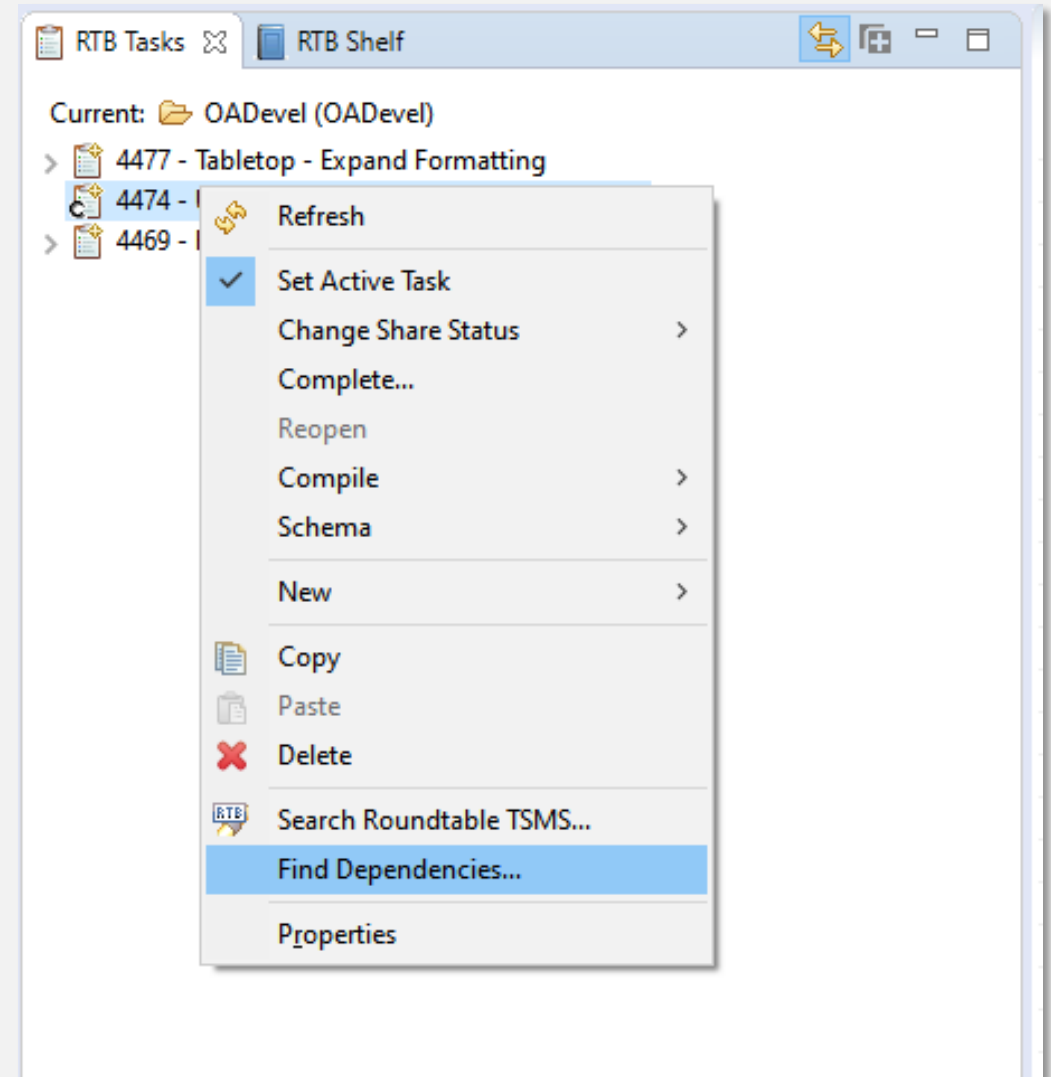 RTB Tasks RTB Shelf
Current: OADevel (OADevel)
4477 - Tabletop - Expand Formatting
4474 -
4469 -
Refresh
Set Active Task
Change Share Status
Complete...
Reopen
Compile
Schema
New
Copy
Paste
Delete
RTB Search Roundtable TSMS...
Find Dependencies...
Properties